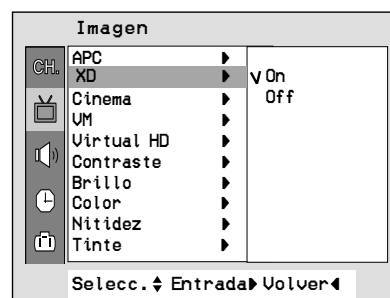 Imagen
CH.
APC
XD
Cinema
VM
Virtual HD
Contraste
Brillo
Color
Nitidez
Tinte
On
Off
Selecc. Entrada Volver